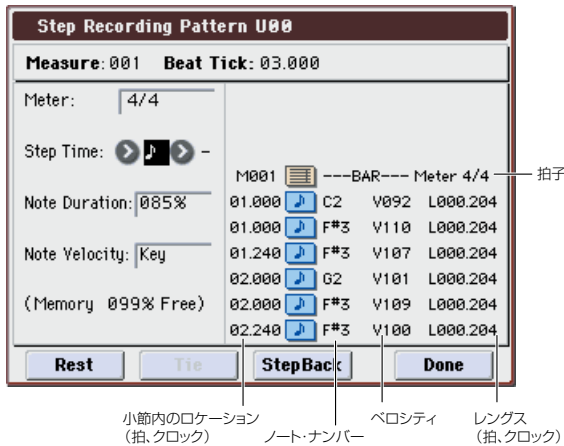 Step Recording Pattern U00
Measure: 001 Beat Tick: 03.000
Meter: 4/4
Step Time: -
Note Duration: 085%
Note Velocity: Key
(Memory 099% Free)
M001 ---BAR--- Meter 4/4
拍子
01.000 C2 V092 L000.204
01.000 F#3 V110 L000.204
01.240 F#3 V107 L000.204
02.000 G2 V101 L000.204
02.000 F#3 V109 L000.204
02.240 F#3 V100 L000.204
Rest Tie StepBack Done
小節内のロケーション
(拍、クロック)
ノート・ナンバー
ベロシティ
レングス
(拍、クロック)